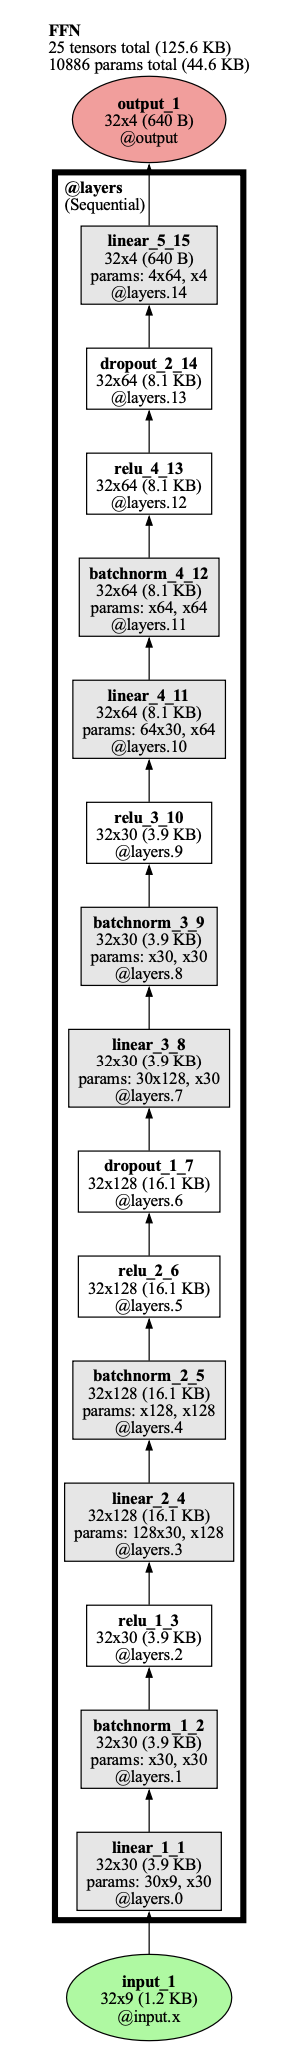 FFN
25 tensors total (125.6 KB)
10886 params total (44.6 KB)
output_1
32x4 (640 B)
@output
@layers
(Sequential)
linear_5_15
32x4 (640 B)
params: 4x64, x4
@layers.14
dropout_2_14
32x64 (8.1 KB)
@layers.13
relu_4_13
32x64 (8.1 KB)
@layers.12
batchnorm_4_12
32x64 (8.1 KB)
params: x64, x64
@layers.11
linear_4_11
32x64 (8.1 KB)
params: 64x30, x64
@layers.10
relu_3_10
32x30 (3.9 KB)
@layers.9
batchnorm_3_9
32x30 (3.9 KB)
params: x30, x30
@layers.8
linear_3_8
32x30 (3.9 KB)
params: 30x128, x30
@layers.7
dropout_1_7
32x128 (16.1 KB)
@layers.6
relu_2_6
32x128 (16.1 KB)
@layers.5
batchnorm_2_5
32x128 (16.1 KB)
params: x128, x128
@layers.4
linear_2_4
32x128 (16.1 KB)
params: 128x30, x128
@layers.3
relu_1_3
32x30 (3.9 KB)
@layers.2
batchnorm_1_2
32x30 (3.9 KB)
params: x30, x30
@layers.1
linear_1_1
32x30 (3.9 KB)
params: 30x9, x30
@layers.0
input_1
32x9 (1.2 KB)
@input.x